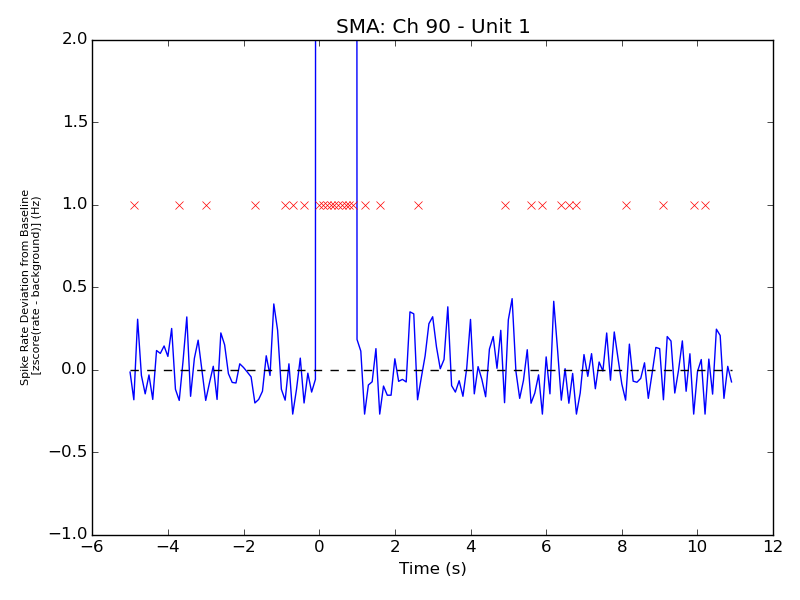 SMA: Ch 90 - Unit 1
2.0
1.5
1.0
0.5
0.0
−0.5
−1.0
Spike Rate Deviation from Baseline
[zscore(rate - background)] (Hz)
−6 −4 −2 0 2 4 6 8 10 12
Time (s)